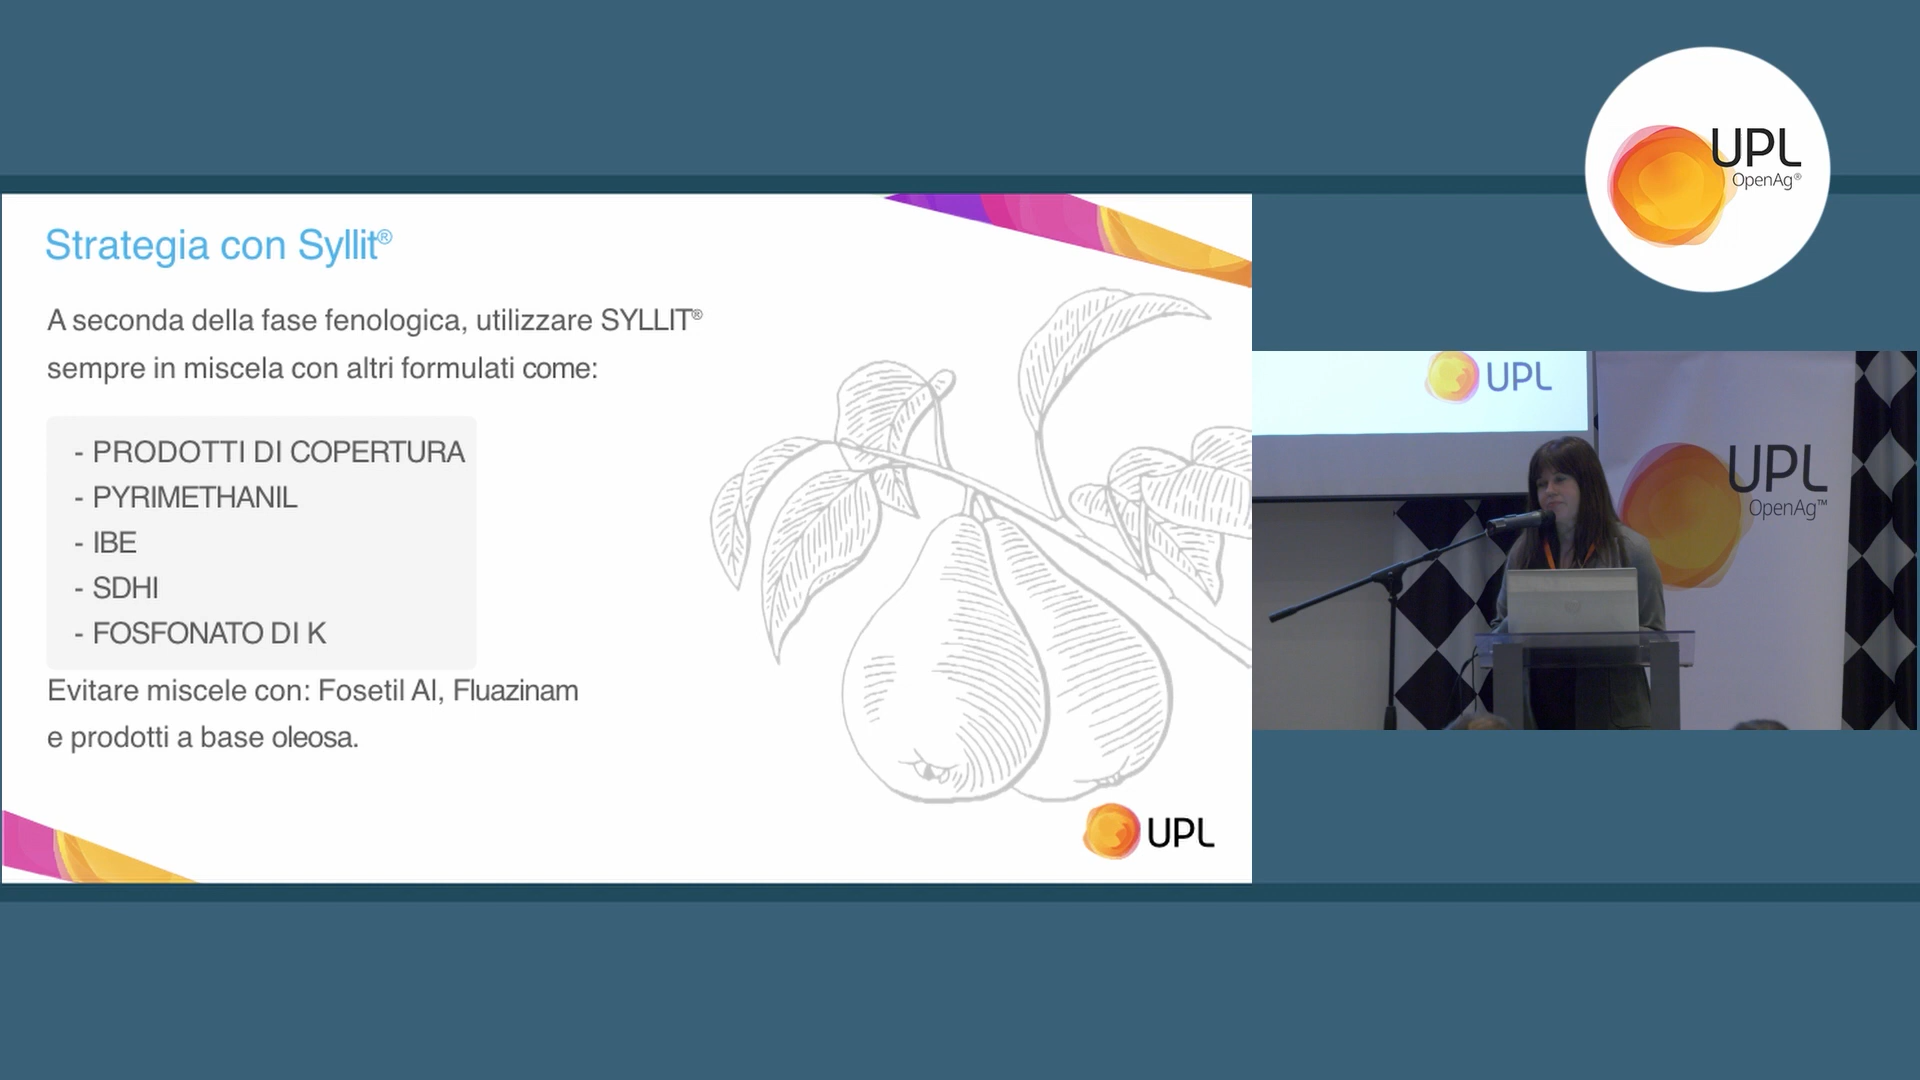 UPL
OpenAg®
Strategia con Syllit®
A seconda della fase fenologica, utilizzare SYLLIT®
sempre in miscela con altri formulati come:
- PRODOTTI DI COPERTURA
- PYRIMETHANIL
- IBE
- SDHI
- FOSFONATO DI K
Evitare miscele con: Fosetil Al, Fluazinam
e prodotti a base oleosa.
UPL
UPL
UPL
OpenAg™